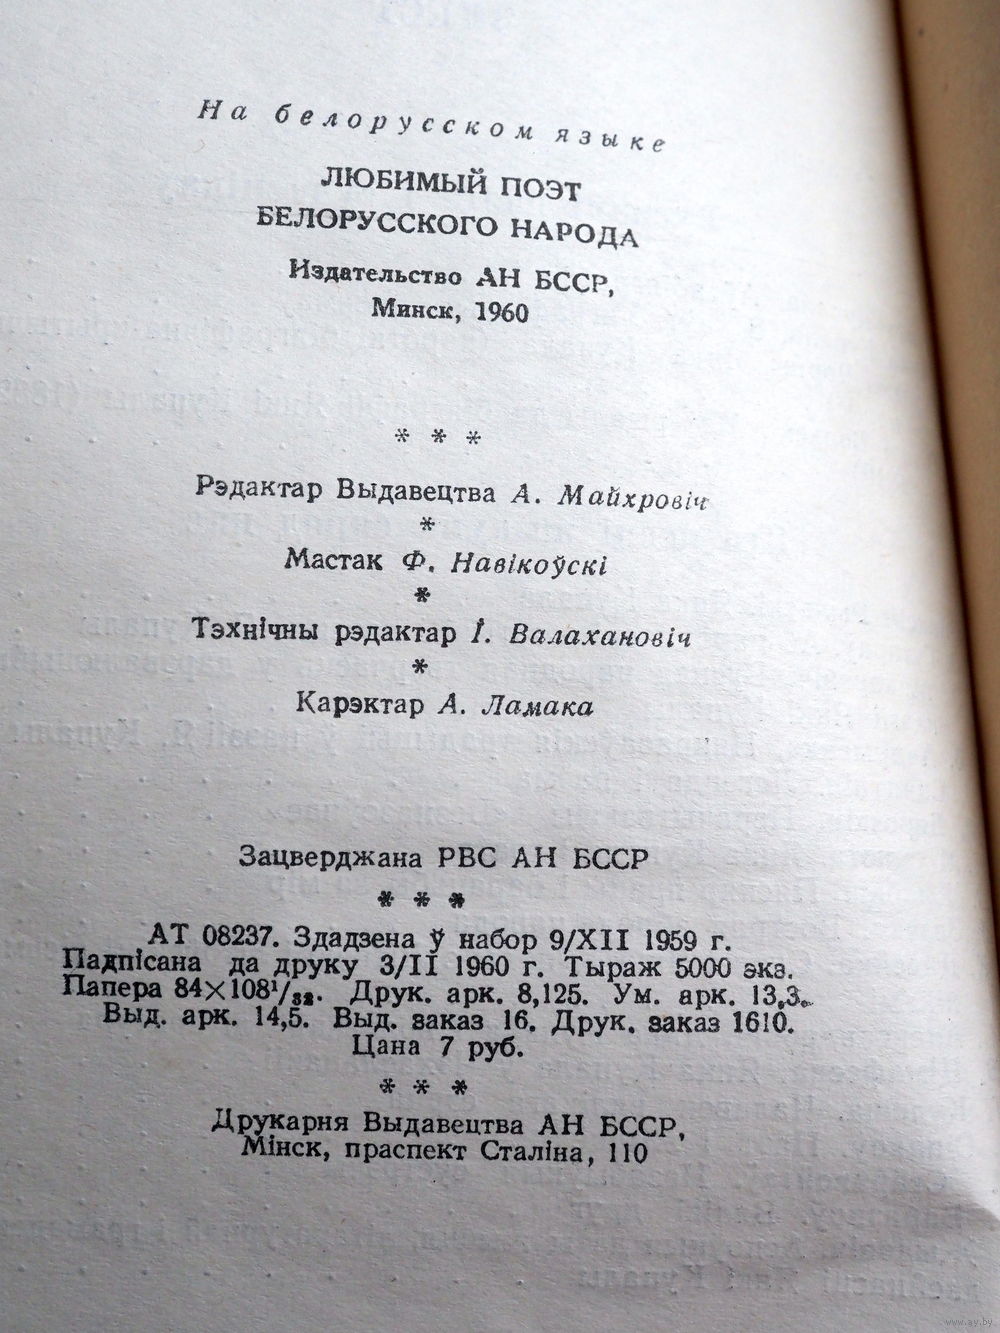 На белорусском языке
ЛЮБИМЫЙ ПОЭТ
БЕЛОРУССКОГО НАРОДА
Издательство АН БССР,
Минск, 1960
* * *
Рэдактар Выдавецтва А. Майхровіч
*
Мастак Ф. Навікоўскі
*
Тэхнічны рэдактар І. Валахановіч
*
Карэктар А. Ламака
Зацверджана РВС АН БССР
* * *
АТ 08237. Здадзена ў набор 9/XII 1959 г.
Падпісана да друку 3/II 1960 г. Тыраж 5000 экз.
Папера 84×108¹/₃₂. Друк. арк. 8,125. Ум. арк. 13,3.
Выд. арк. 14,5. Выд. заказ 16. Друк. заказ 1610.
Цана 7 руб.
* * *
Друкарня Выдавецтва АН БССР,
Мінск, праспект Сталіна, 110
www.ay.by